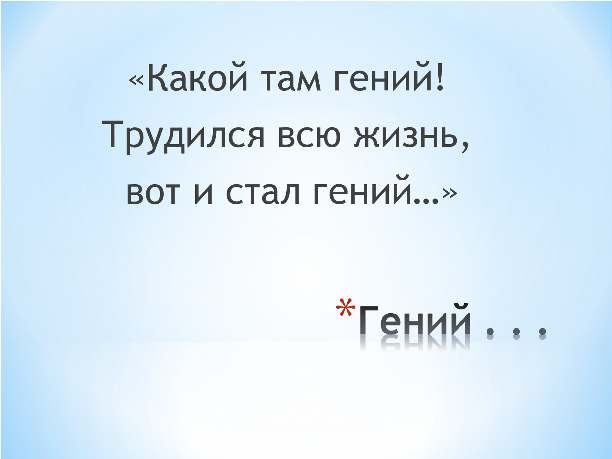 «Какой там гений!
Трудился всю жизнь,
вот и стал гений…»
*Гений . . .